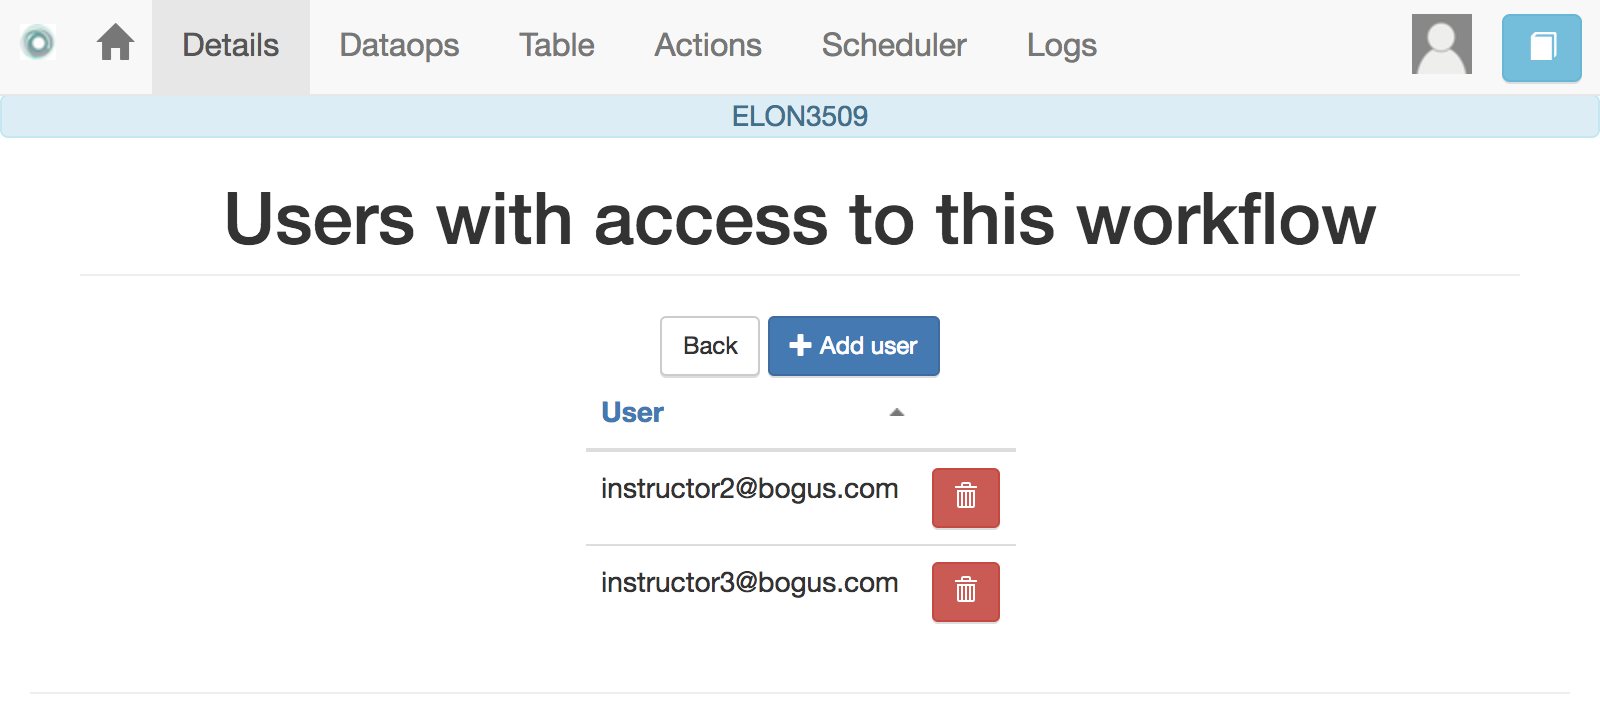 Details Dataops Table Actions Scheduler Logs
ELON3509
Users with access to this workflow
Back Add user
User
instructor2@bogus.com
instructor3@bogus.com